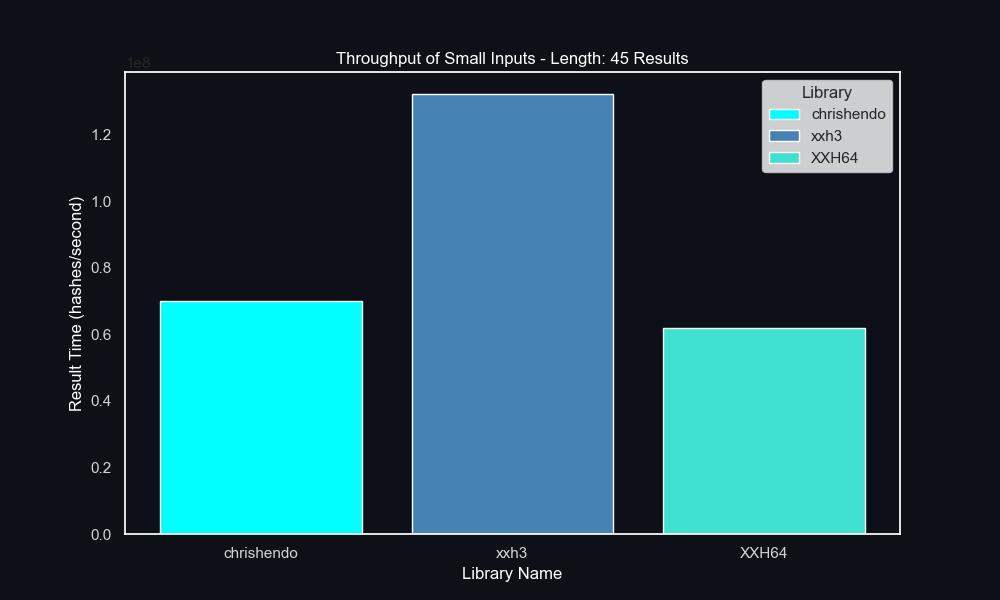 Throughput of Small Inputs - Length: 45 Results
1e8
Library
chrishendo
xxh3
XXH64
1.2
1.0
0.8
0.6
0.4
0.2
0.0
Result Time (hashes/second)
chrishendo xxh3 XXH64
Library Name